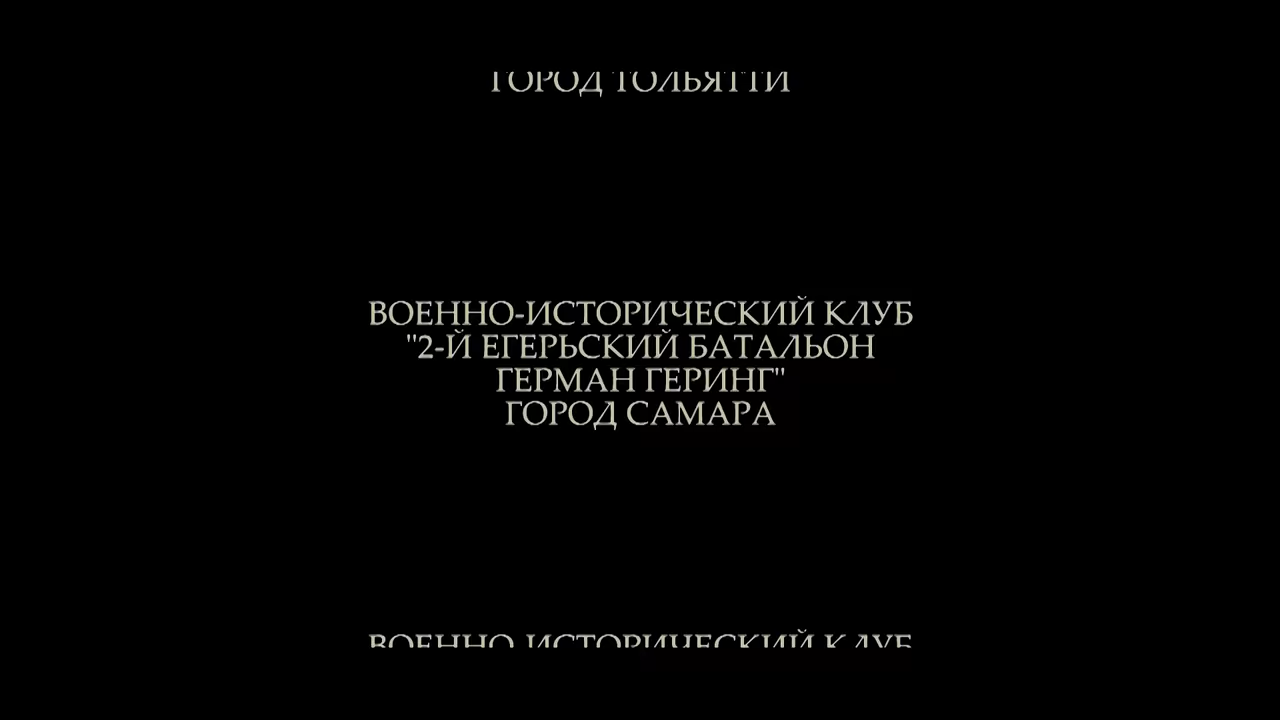 ГОРОД ТОЛЬЯТТИ
ВОЕННО-ИСТОРИЧЕСКИЙ КЛУБ
"2-Й ЕГЕРЬСКИЙ БАТАЛЬОН
ГЕРМАН ГЕРИНГ"
ГОРОД САМАРА
ВОЕННО-ИСТОРИЧЕСКИЙ КЛУБ